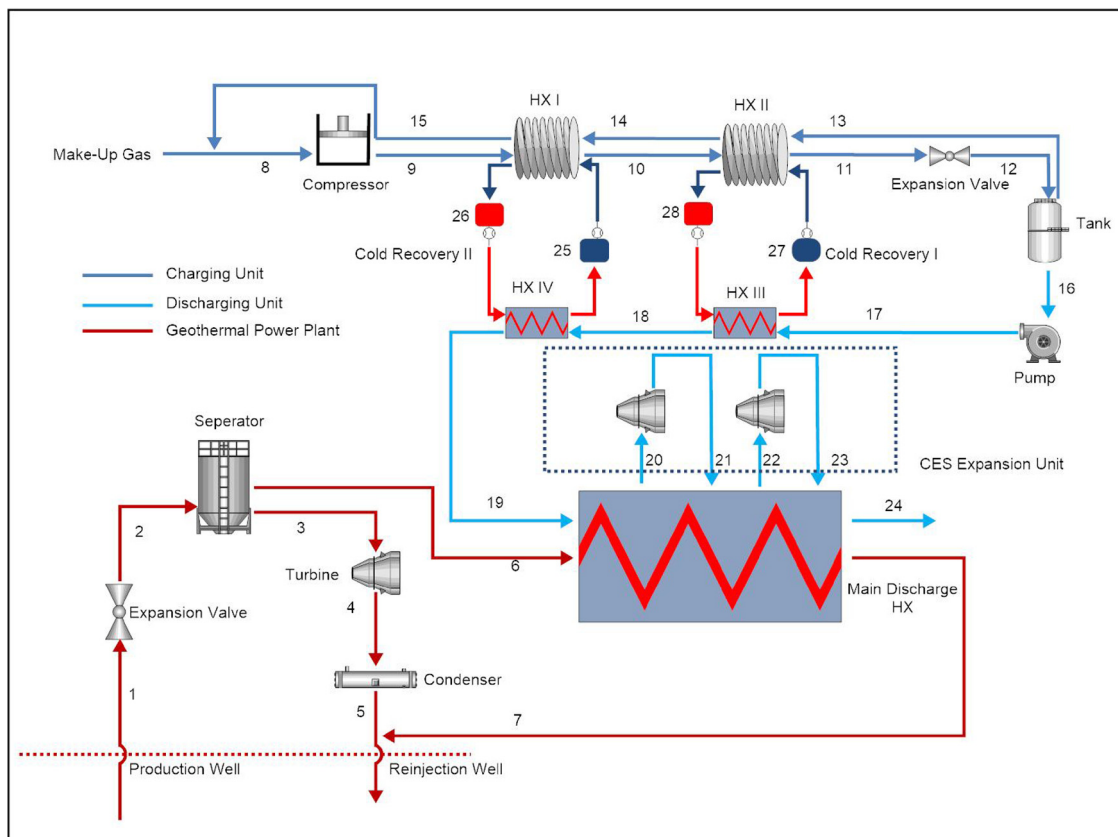 HX I
HX II
15
14
13
Make-Up Gas
8
Compressor
9
10
11
Expansion Valve
12
26
28
Tank
Cold Recovery II
25
27
Cold Recovery I
Charging Unit
Discharging Unit
Geothermal Power Plant
HX IV
18
HX III
17
16
Pump
Seperator
20
21
22
23
CES Expansion Unit
2
3
19
24
6
Turbine
4
Expansion Valve
Main Discharge
HX
1
Condenser
5
7
Production Well
Reinjection Well